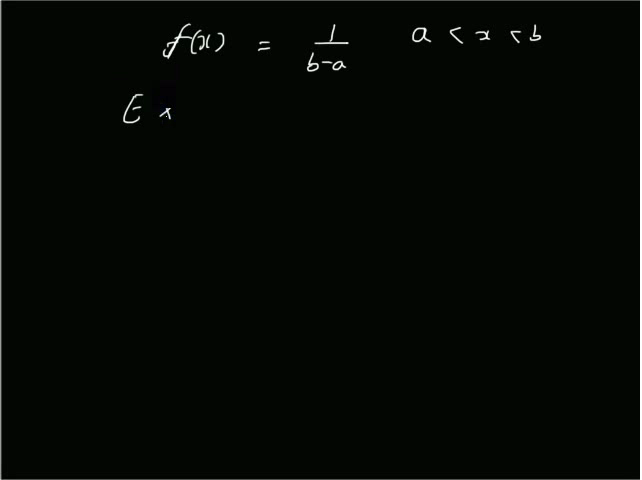 f(x) = 1/(b-a) a < x < b
E x